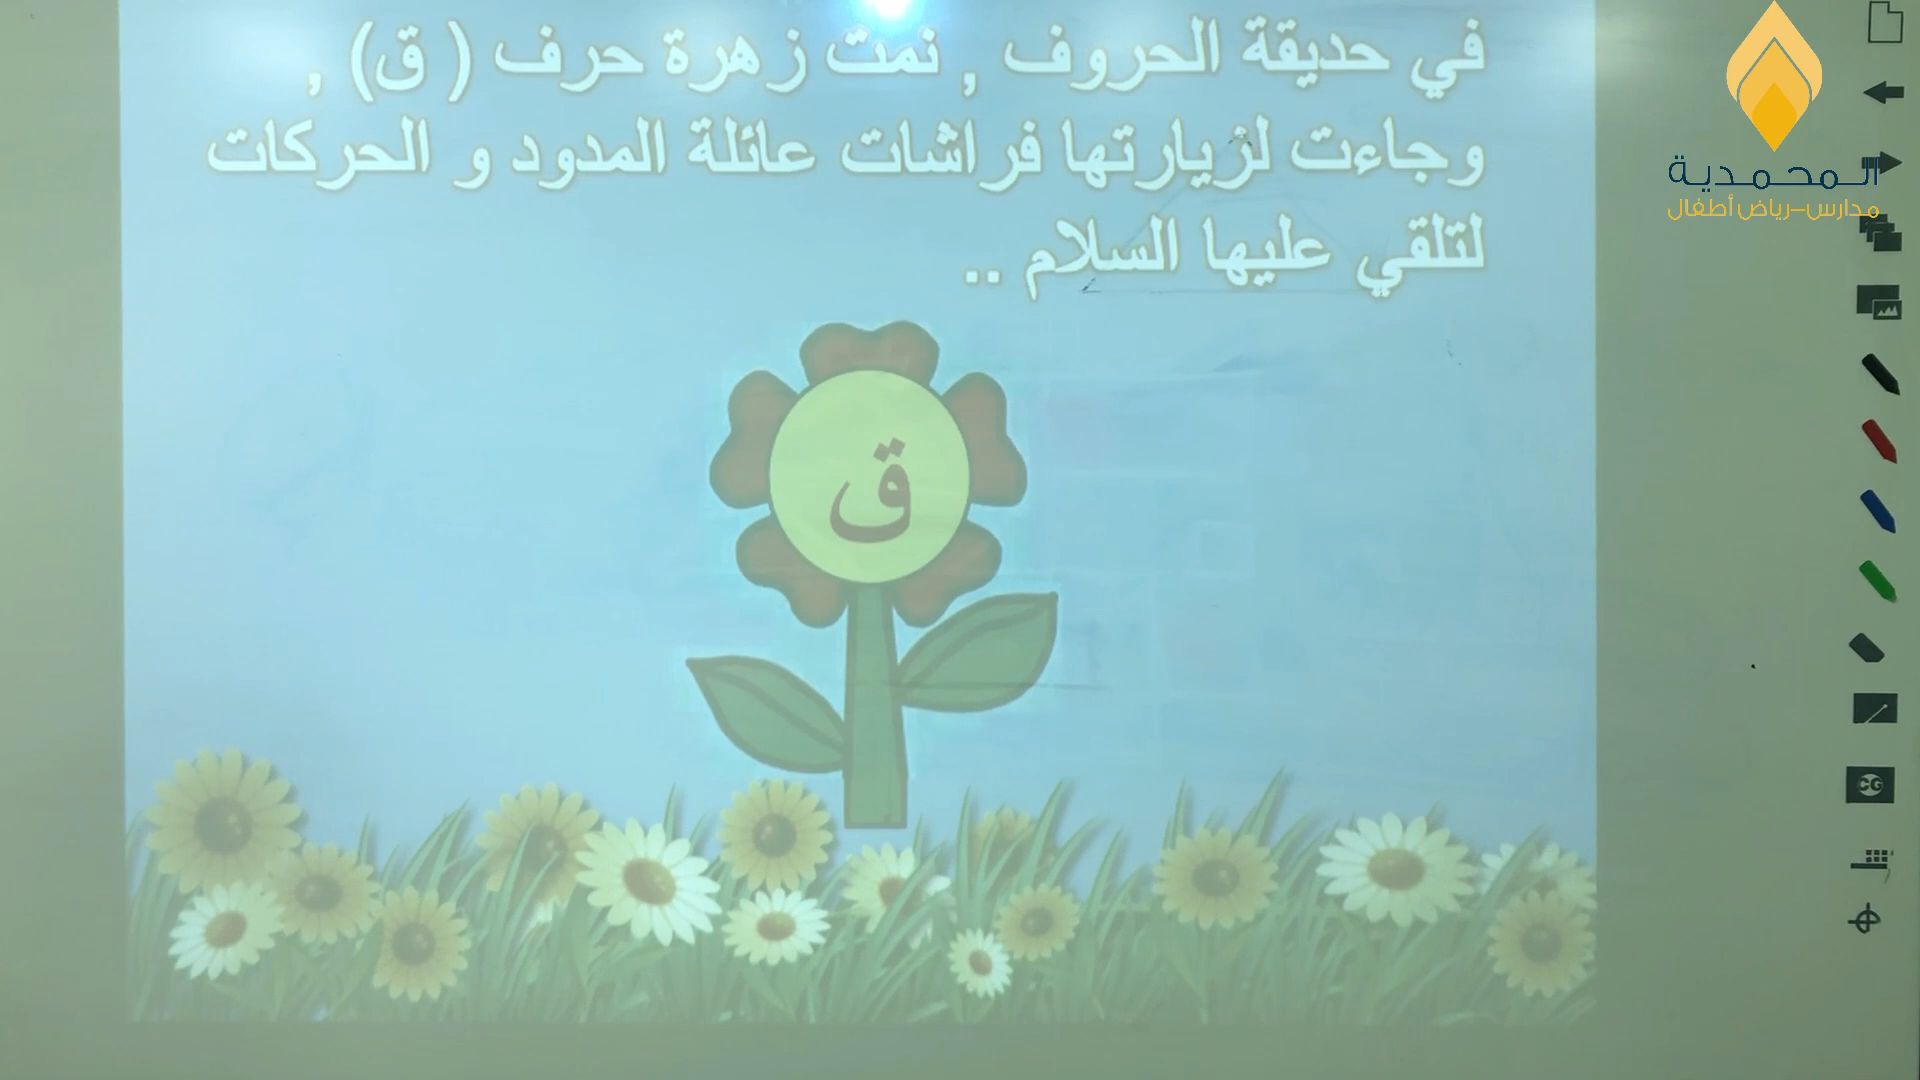 في حديقة الحروف , نمت زهرة حرف ( ق) ,
وجاءت لزيارتها فراشات عائلة المدود و الحركات
لتلقي عليها السلام ..
ق
المحمدية
مدارس-رياض أطفال
CG